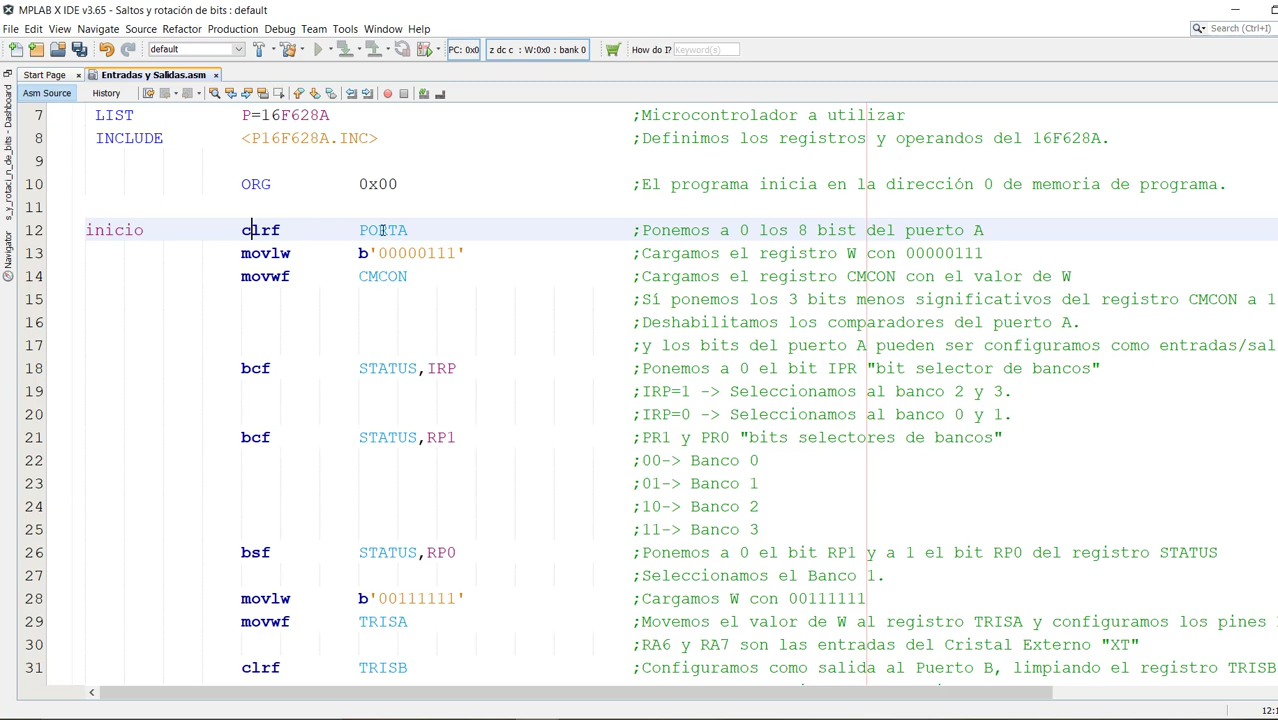 MPLAB X IDE v3.65 - Saltos y rotación de bits : default
File Edit View Navigate Source Refactor Production Debug Team Tools Window Help
Search (Ctrl+I)
default
PC: 0x0
z dc c : W:0x0 : bank 0
How do I?
Keyword(s)
Start Page
Entradas y Salidas.asm
Asm Source
History
s_y_rotaci_n_de_bits - Dashboard
Navigator
7 LIST P=16F628A ;Microcontrolador a utilizar
8 INCLUDE <P16F628A.INC> ;Definimos los registros y operandos del 16F628A.
9
10 ORG 0x00 ;El programa inicia en la dirección 0 de memoria de programa.
11
12 inicio clrf PORTA ;Ponemos a 0 los 8 bist del puerto A
13 movlw b'00000111' ;Cargamos el registro W con 00000111
14 movwf CMCON ;Cargamos el registro CMCON con el valor de W
15 ;Sí ponemos los 3 bits menos significativos del registro CMCON a 1
16 ;Deshabilitamos los comparadores del puerto A.
17 ;y los bits del puerto A pueden ser configuramos como entradas/sal
18 bcf STATUS,IRP ;Ponemos a 0 el bit IPR "bit selector de bancos"
19 ;IRP=1 -> Seleccionamos al banco 2 y 3.
20 ;IRP=0 -> Seleccionamos al banco 0 y 1.
21 bcf STATUS,RP1 ;PR1 y PR0 "bits selectores de bancos"
22 ;00-> Banco 0
23 ;01-> Banco 1
24 ;10-> Banco 2
25 ;11-> Banco 3
26 bsf STATUS,RP0 ;Ponemos a 0 el bit RP1 y a 1 el bit RP0 del registro STATUS
27 ;Seleccionamos el Banco 1.
28 movlw b'00111111' ;Cargamos W con 00111111
29 movwf TRISA ;Movemos el valor de W al registro TRISA y configuramos los pines
30 ;RA6 y RA7 son las entradas del Cristal Externo "XT"
31 clrf TRISB ;Configuramos como salida al Puerto B, limpiando el registro TRISB